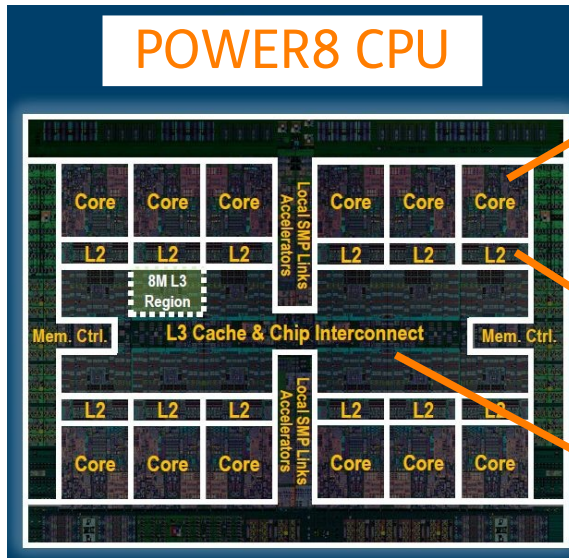 POWER8 CPU
Core Core Core
Local SMP Links
Accelerators
Core Core Core
L2 L2 L2
L2 L2 L2
8M L3
Region
Mem. Ctrl.
L3 Cache & Chip Interconnect
Mem. Ctrl.
L2 L2 L2
Local SMP Links
Accelerators
L2 L2 L2
Core Core Core
Core Core Core